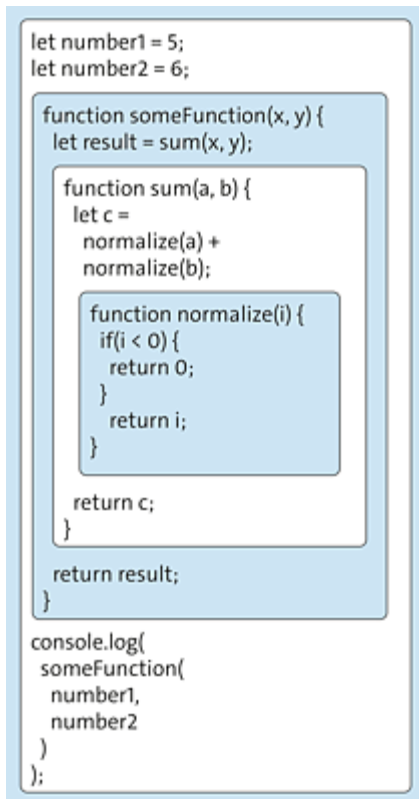 let number1 = 5;
let number2 = 6;
function someFunction(x, y) {
let result = sum(x, y);
function sum(a, b) {
let c =
normalize(a) +
normalize(b);
function normalize(i) {
if(i < 0) {
return 0;
}
return i;
}
return c;
}
return result;
}
console.log(
someFunction(
number1,
number2
)
);